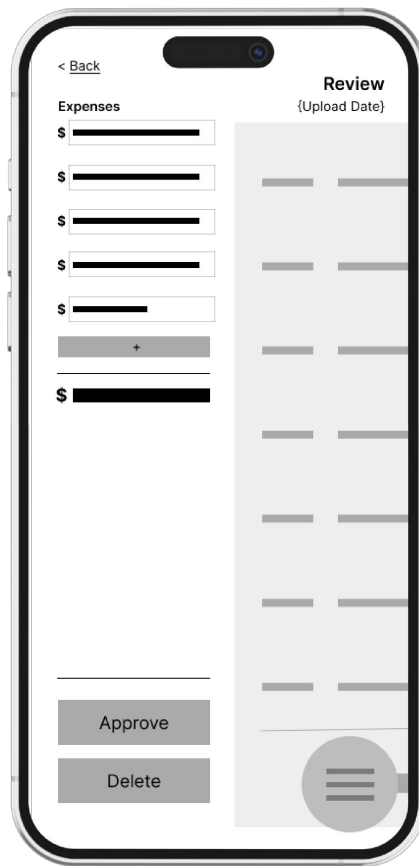 < Back
Review
{Upload Date}
Expenses
$
$
$
$
$
+
$
Approve
Delete